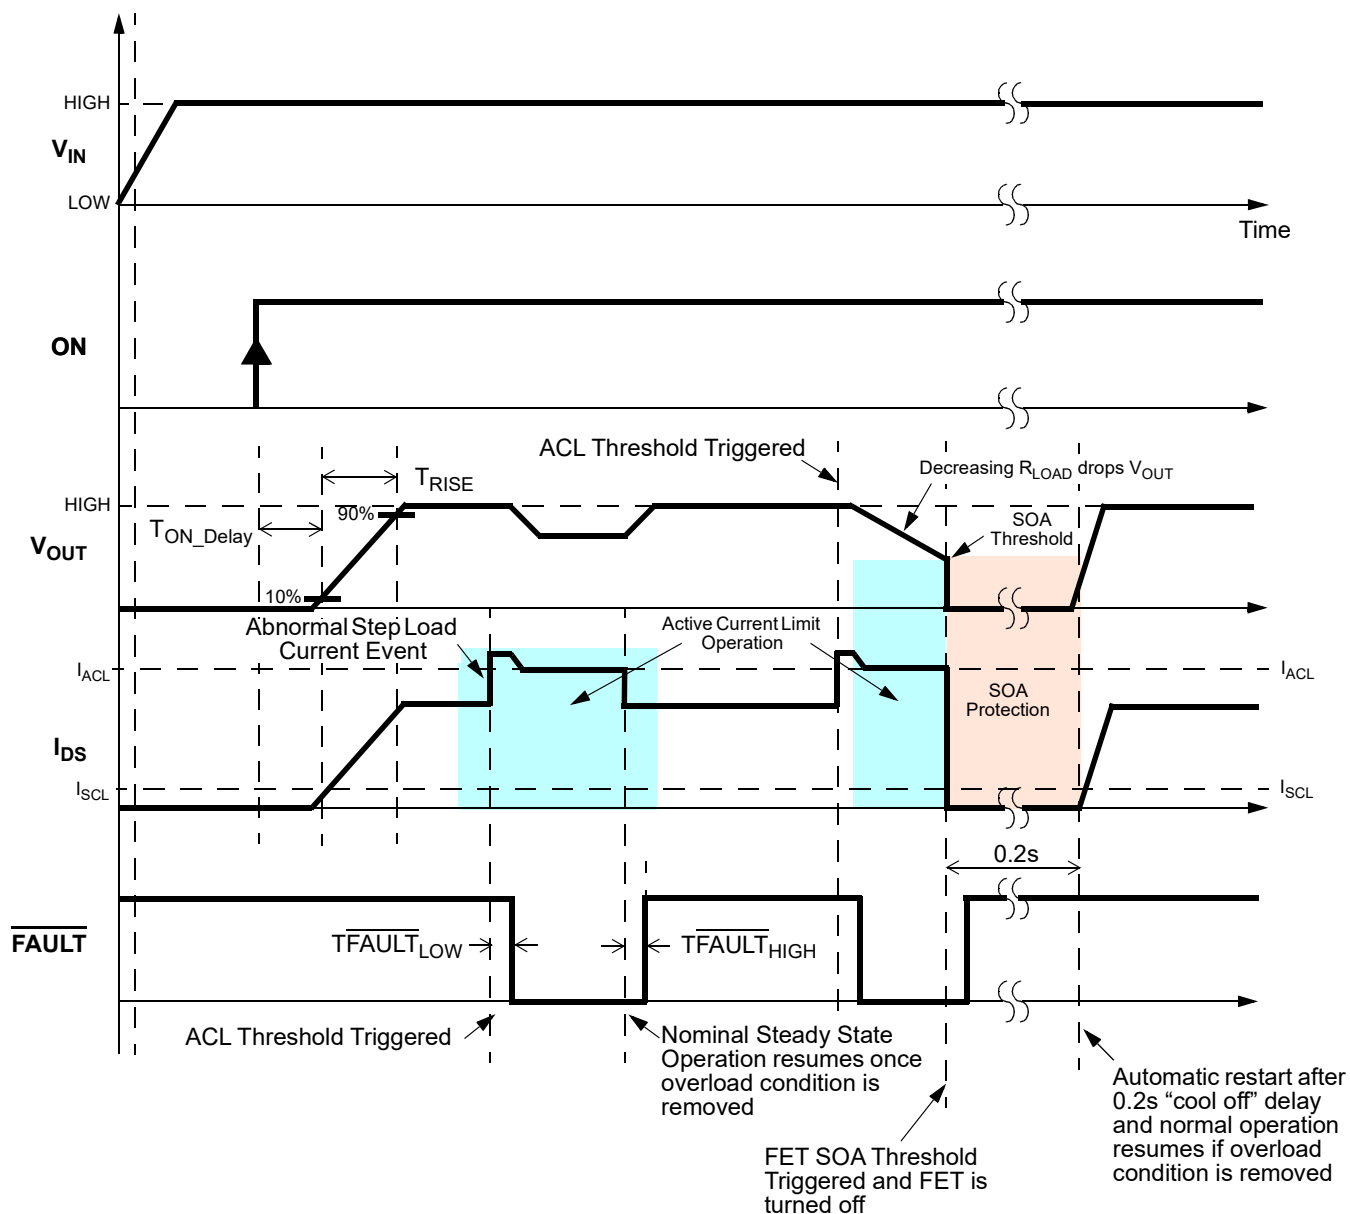 HIGH
VIN
LOW
Time
ON
ACL Threshold Triggered
Decreasing RLOAD drops VOUT
TRISE
HIGH
90%
SOA
Threshold
TON_Delay
VOUT
10%
Abnormal Step Load
Current Event
Active Current Limit
Operation
IACL
IACL
SOA
Protection
IDS
ISCL
ISCL
0.2s
FAULT
TFAULTLOW
TFAULTHIGH
ACL Threshold Triggered
Nominal Steady State
Operation resumes once
overload condition is
removed
Automatic restart after
0.2s “cool off” delay
and normal operation
resumes if overload
condition is removed
FET SOA Threshold
Triggered and FET is
turned off